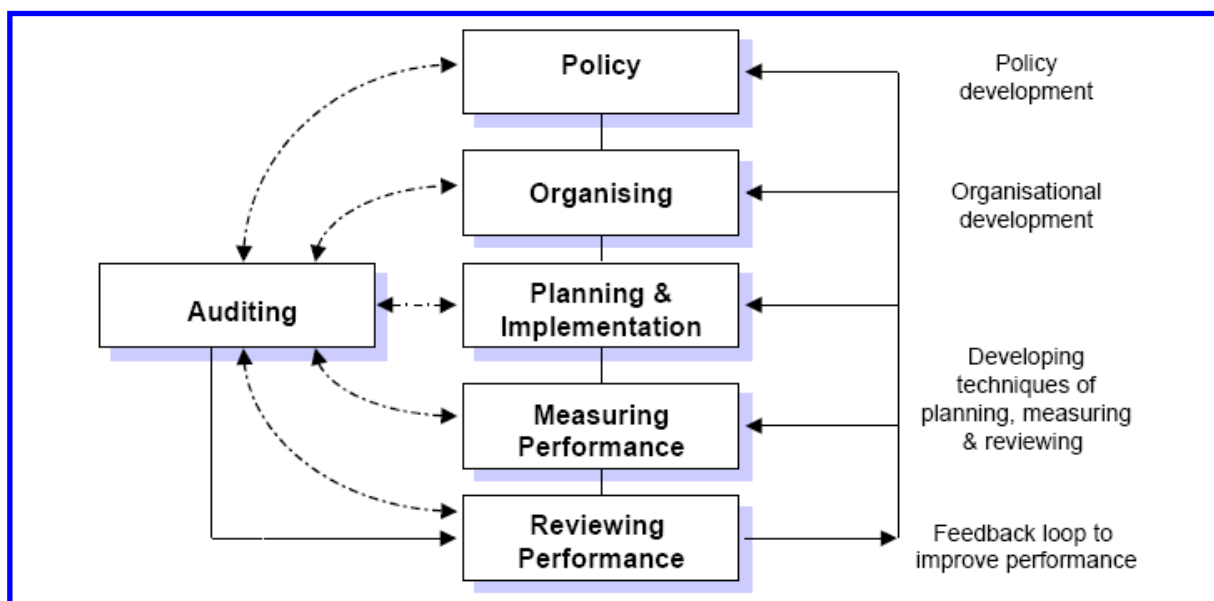 Policy
Policy
development
Organising
Organisational
development
Auditing
Planning &
Implementation
Developing
techniques of
planning, measuring
& reviewing
Measuring
Performance
Reviewing
Performance
Feedback loop to
improve performance